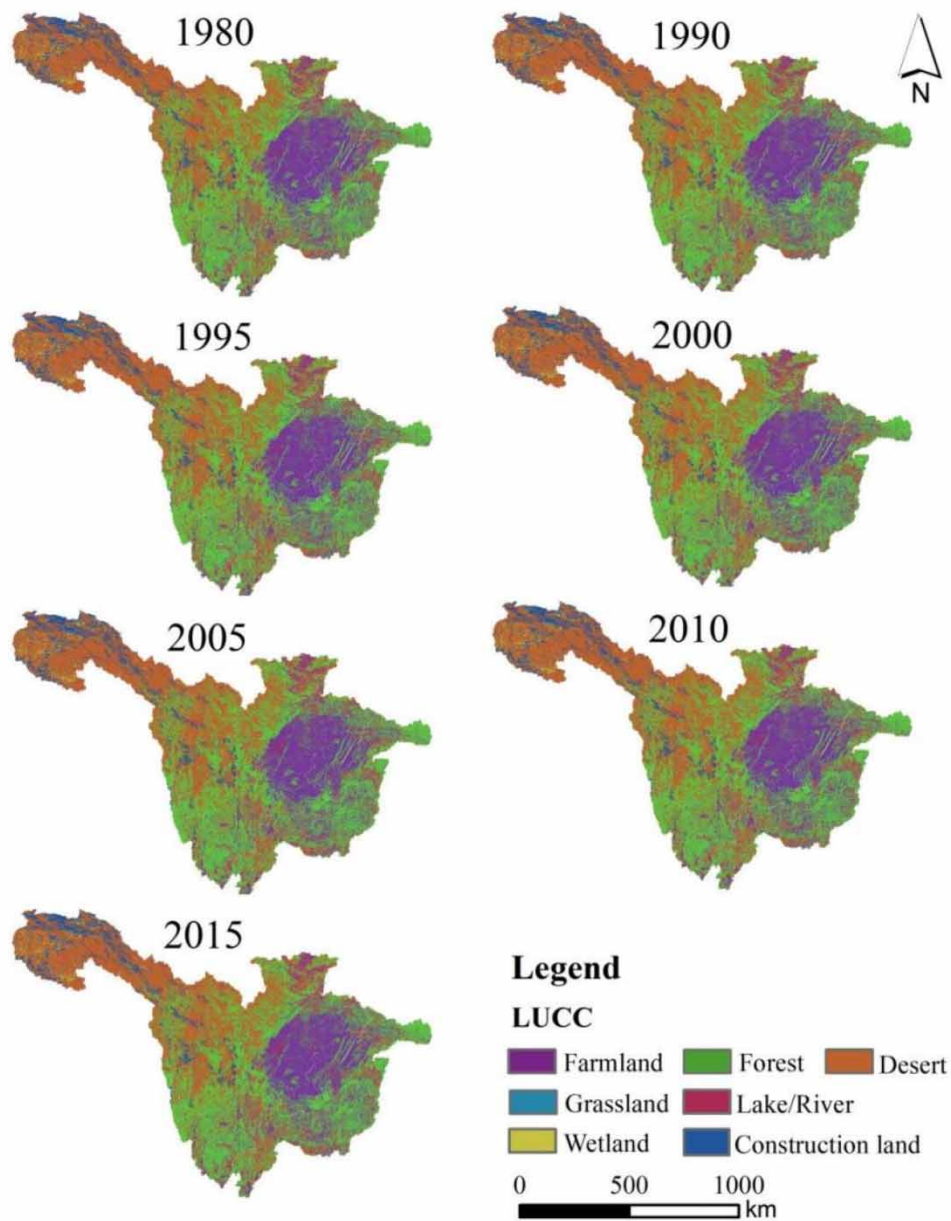 1980
1990
N
1995
2000
2005
2010
2015
Legend
LUCC
Farmland
Forest
Desert
Grassland
Lake/River
Wetland
Construction land
0 500 1000
km